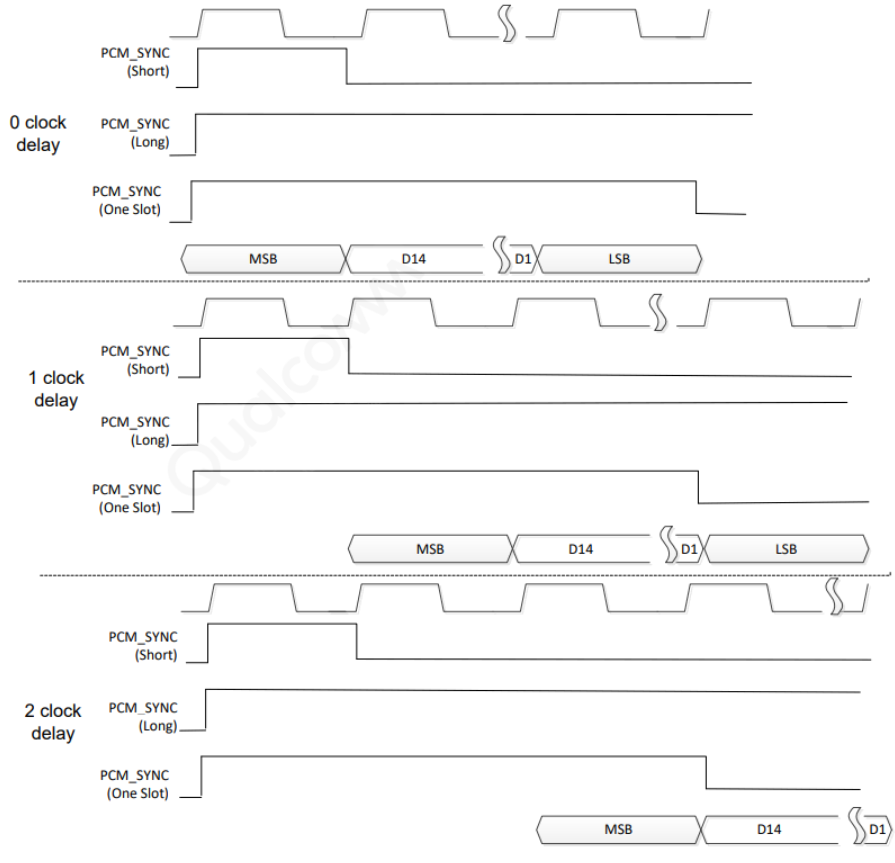 PCM_SYNC
(Short)
0 clock
delay
PCM_SYNC
(Long)
PCM_SYNC
(One Slot)
MSB D14 D1 LSB
1 clock
delay
PCM_SYNC
(Short)
PCM_SYNC
(Long)
PCM_SYNC
(One Slot)
MSB D14 D1 LSB
Qualcomm
2 clock
delay
PCM_SYNC
(Short)
PCM_SYNC
(Long)
PCM_SYNC
(One Slot)
MSB D14 D1